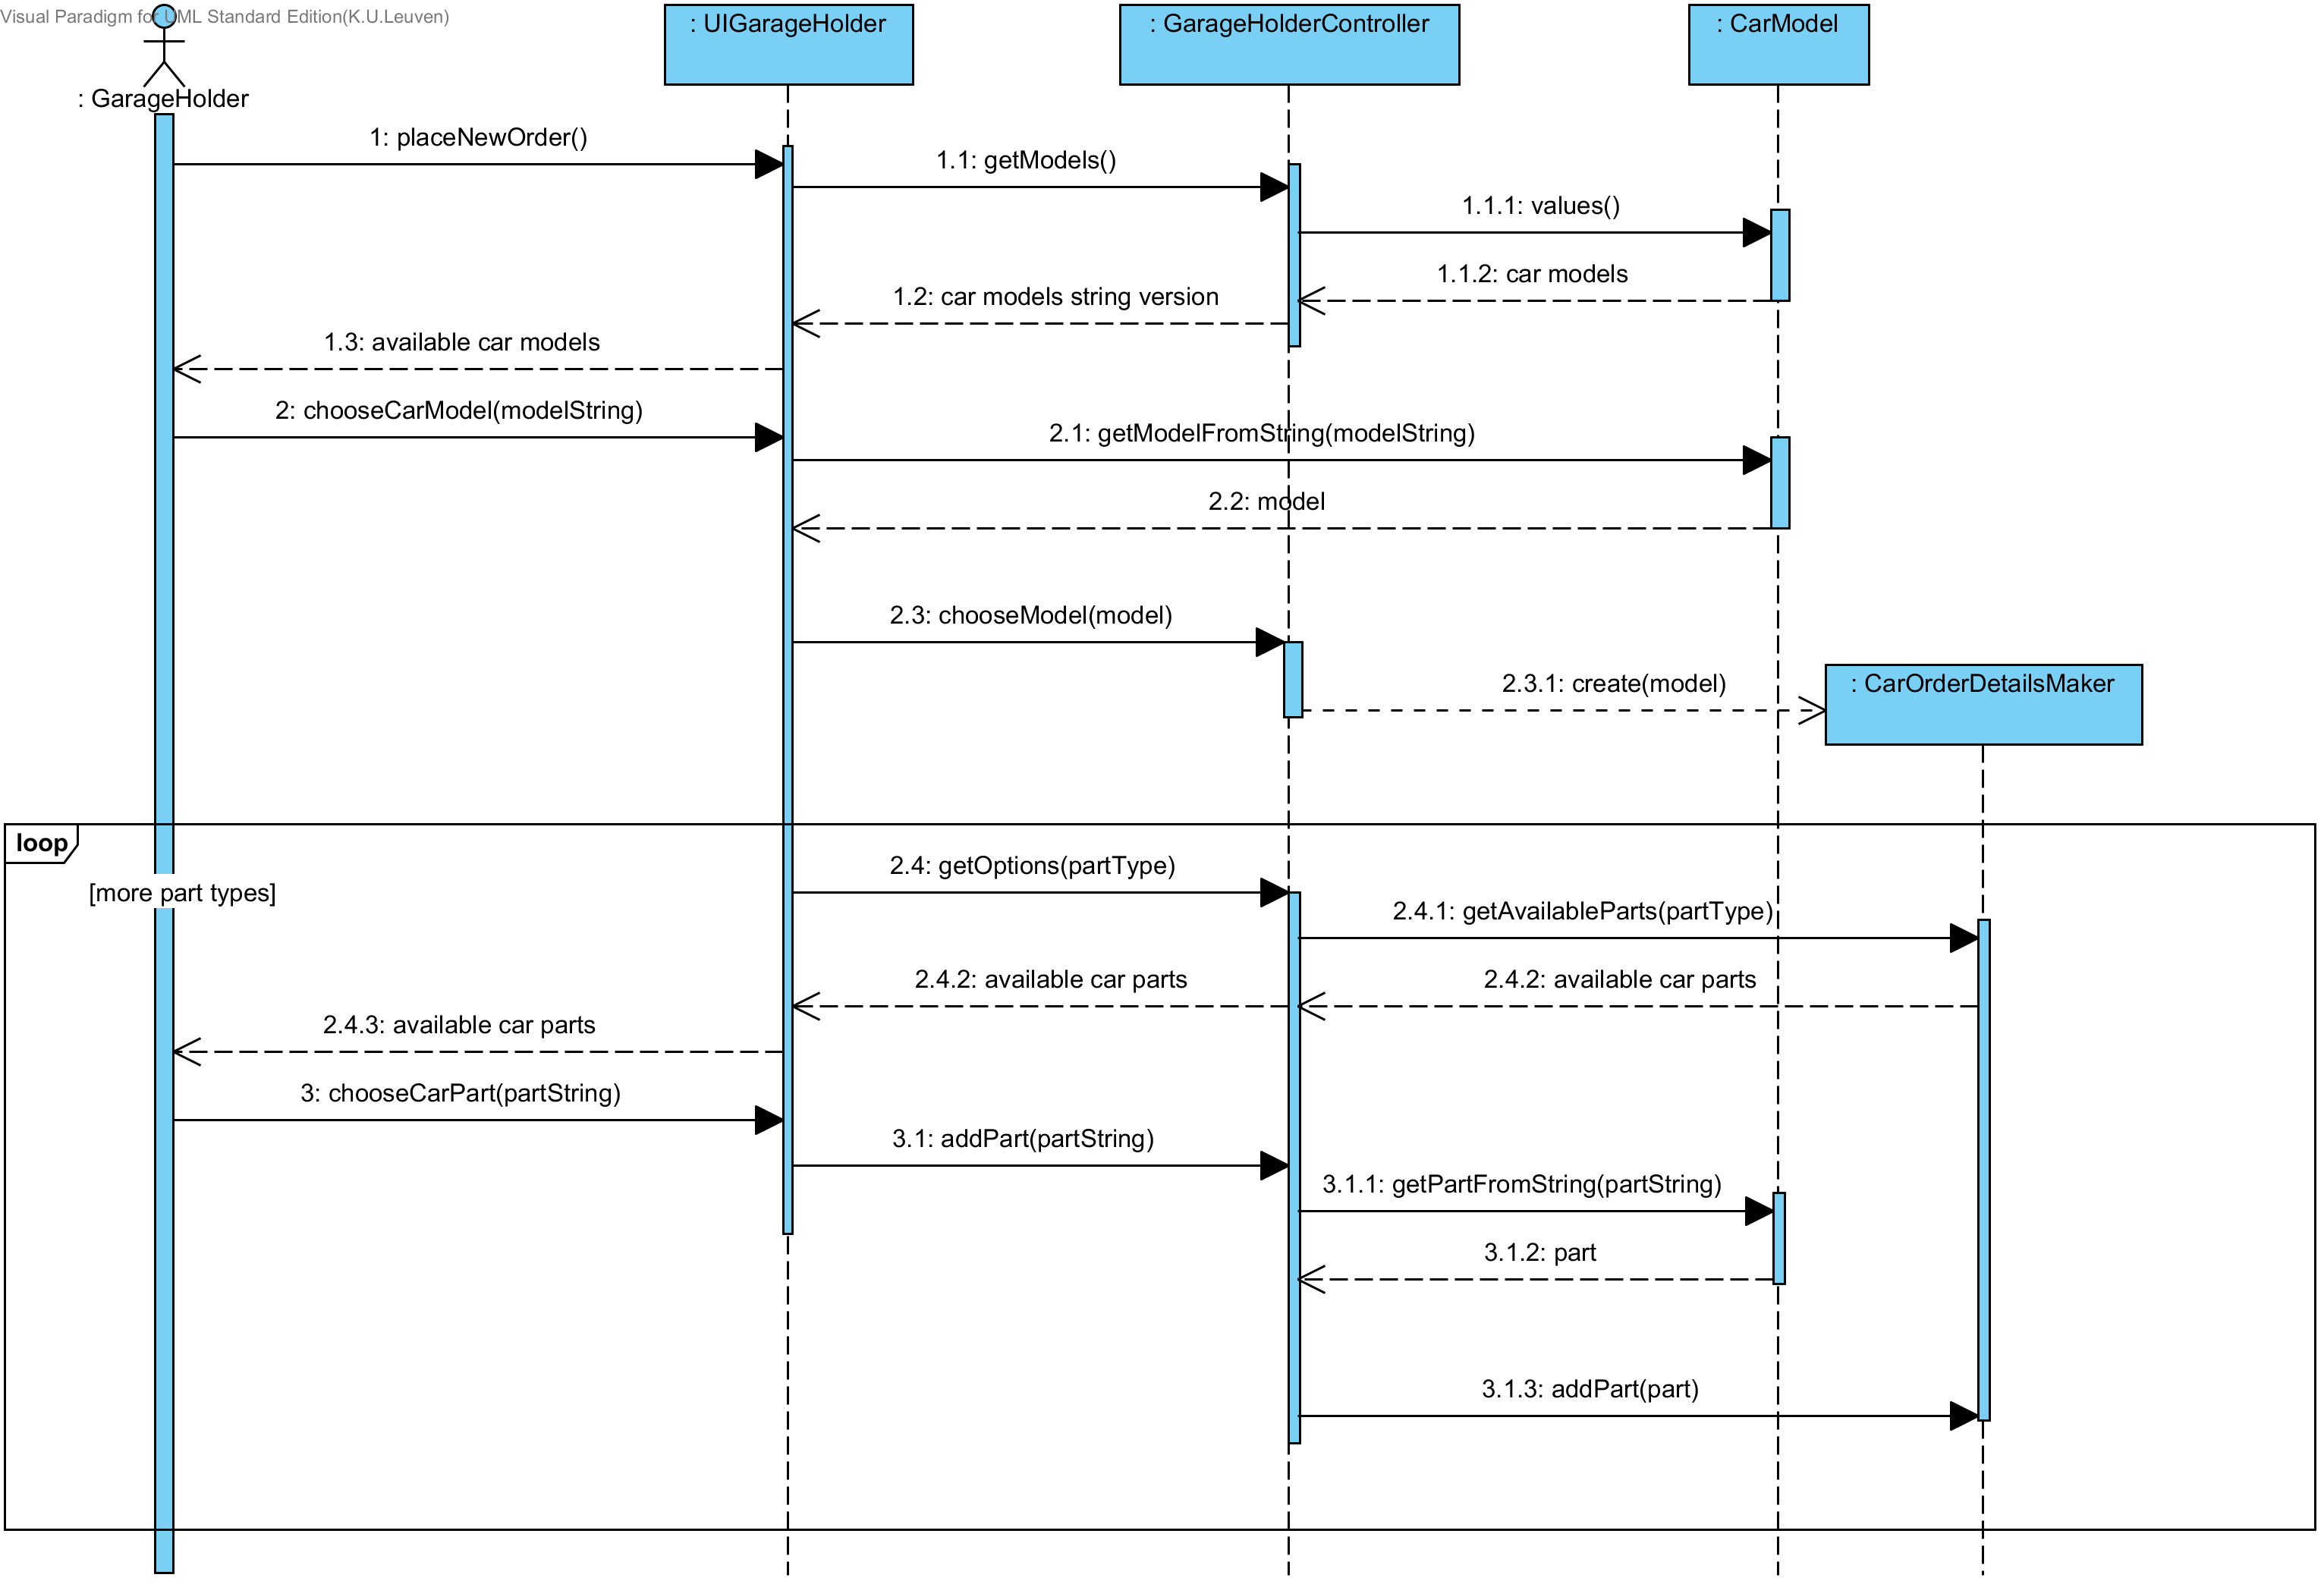 Visual Paradigm for UML Standard Edition(K.U.Leuven)
: GarageHolder
: UIGarageHolder
: GarageHolderController
: CarModel
1: placeNewOrder()
1.1: getModels()
1.1.1: values()
1.1.2: car models
1.2: car models string version
1.3: available car models
2: chooseCarModel(modelString)
2.1: getModelFromString(modelString)
2.2: model
2.3: chooseModel(model)
2.3.1: create(model)
: CarOrderDetailsMaker
loop
[more part types]
2.4: getOptions(partType)
2.4.1: getAvailableParts(partType)
2.4.2: available car parts
2.4.2: available car parts
2.4.3: available car parts
3: chooseCarPart(partString)
3.1: addPart(partString)
3.1.1: getPartFromString(partString)
3.1.2: part
3.1.3: addPart(part)